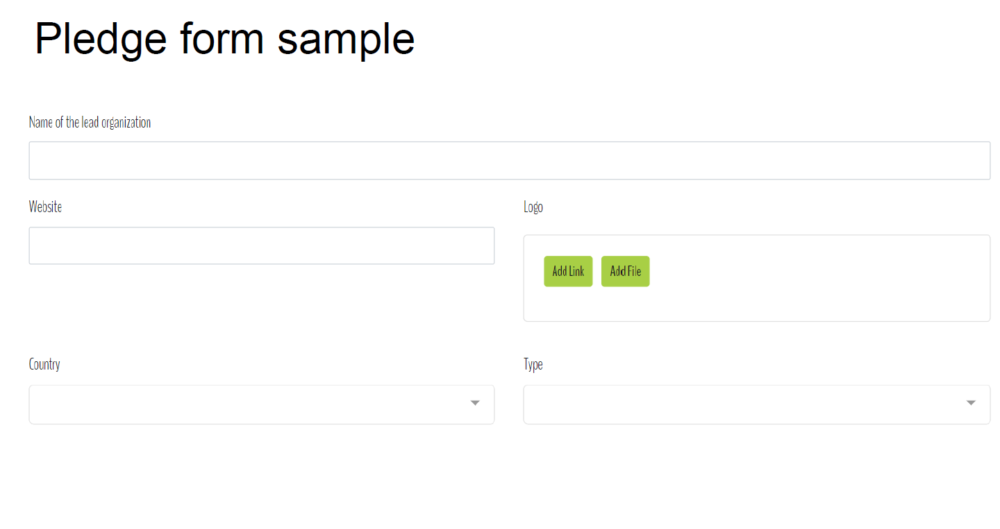 Pledge form sample
Name of the lead organization
Website
Logo
Add Link
Add File
Country
Type